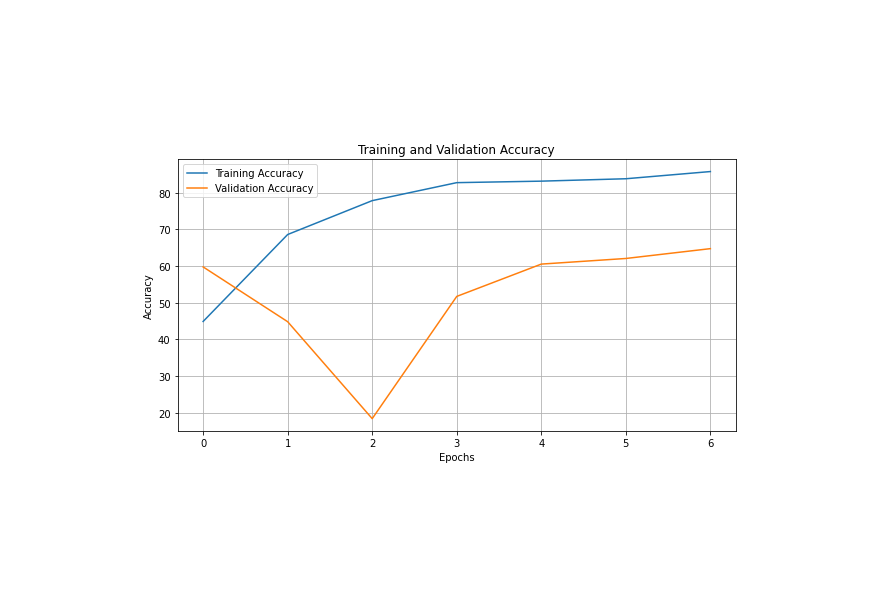 Training and Validation Accuracy
Training Accuracy
Validation Accuracy
80
70
60
50
40
30
20
Accuracy
0 1 2 3 4 5 6
Epochs